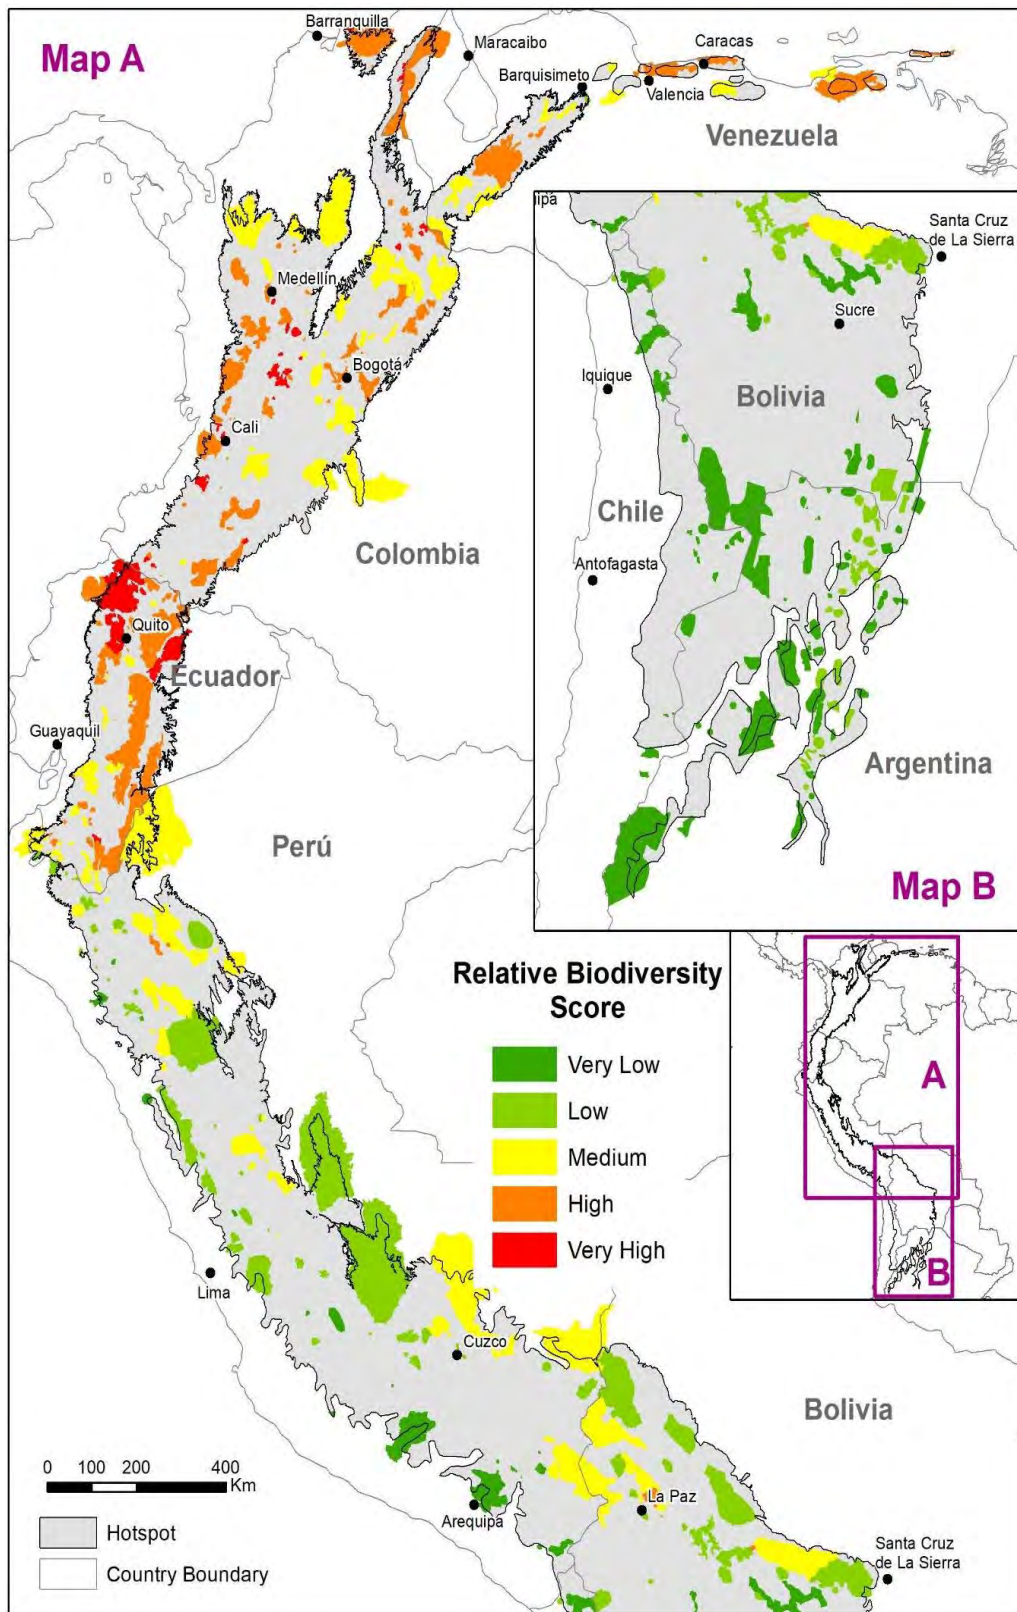 Map A
Barranquilla
Maracaibo
Caracas
Barquisimeto
Valencia
Venezuela
Medellín
Bogotá
Cali
Colombia
Quito
Ecuador
Guayaquil
Perú
Lima
Cuzco
Bolivia
Arequipa
La Paz
Santa Cruz
de La Sierra
ipa
Santa Cruz
de La Sierra
Sucre
Iquique
Bolivia
Chile
Antofagasta
Argentina
Map B
A
B
Relative Biodiversity
Score
Very Low
Low
Medium
High
Very High
0 100 200 400
Km
Hotspot
Country Boundary